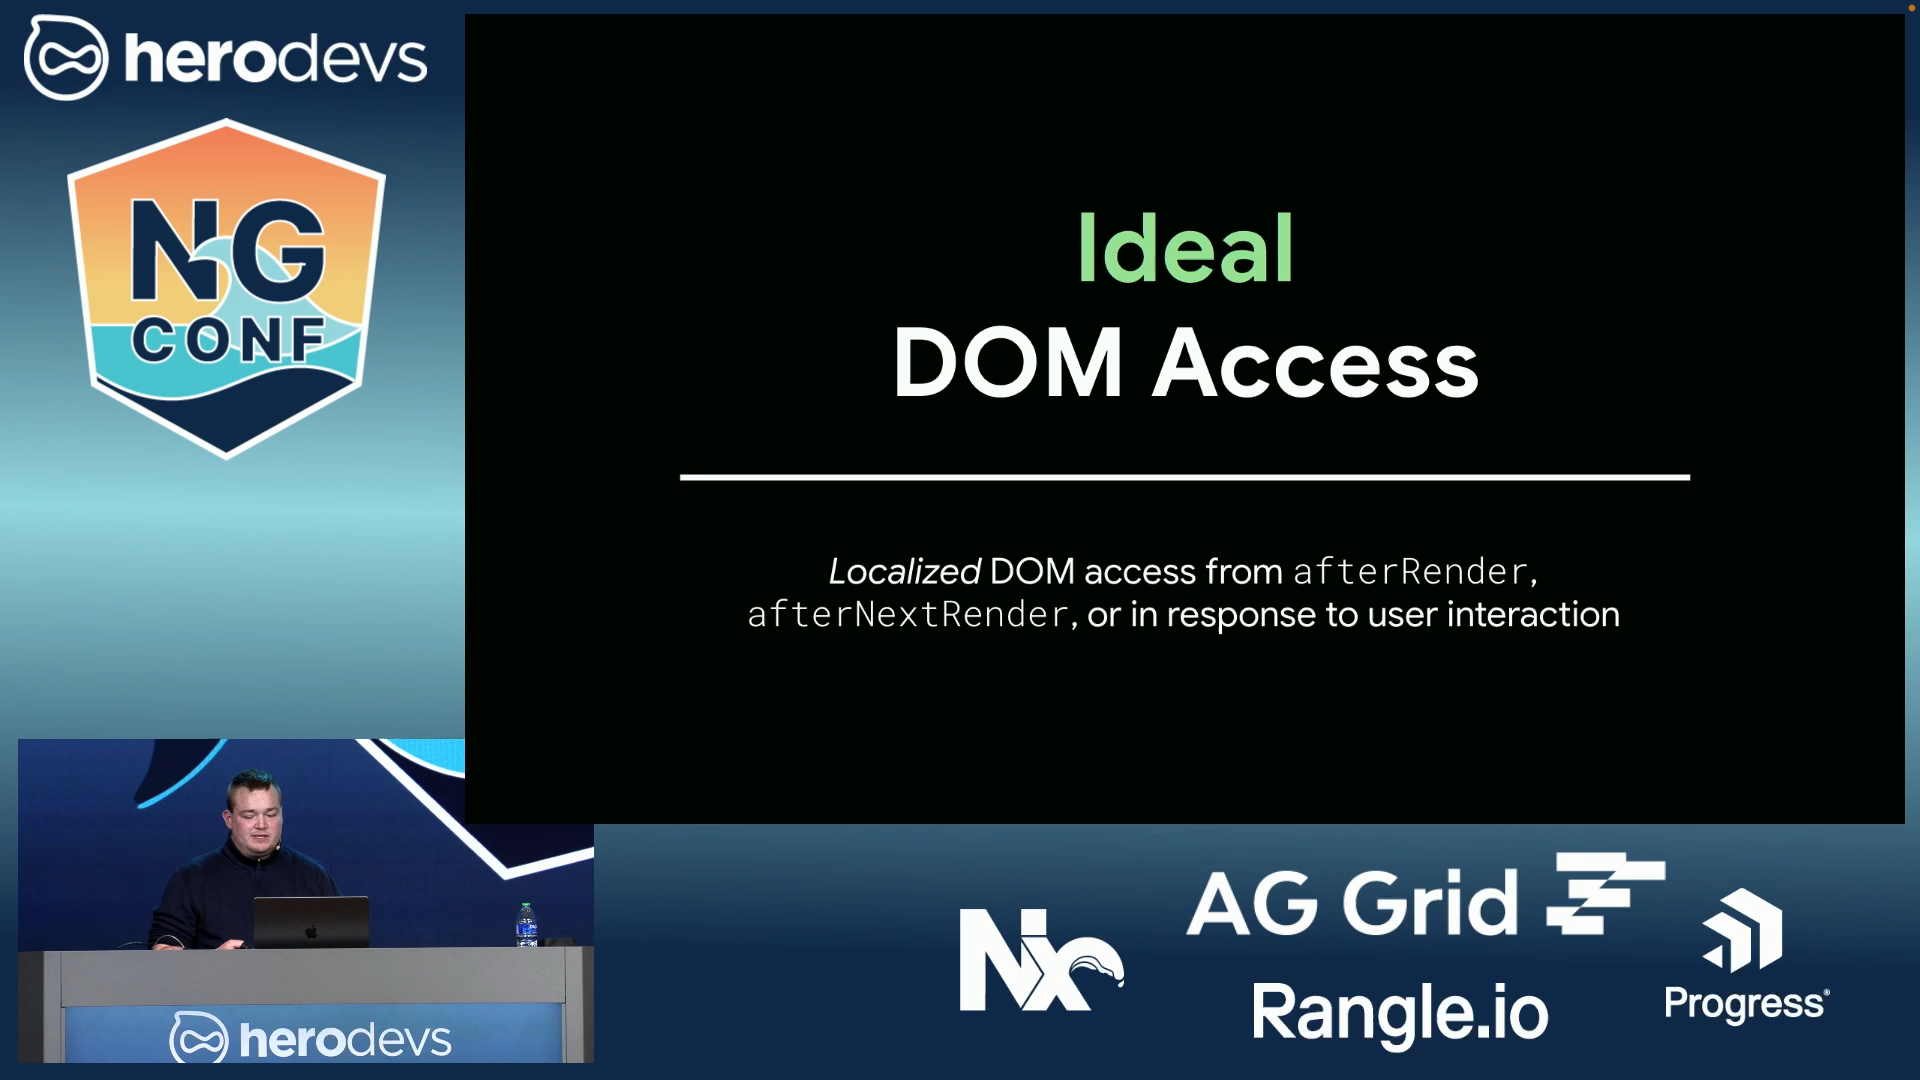 herodevs
NG
CONF
Ideal
DOM Access
Localized DOM access from afterRender,
afterNextRender, or in response to user interaction
herodevs
Nx
AG Grid
Rangle.io
Progress®